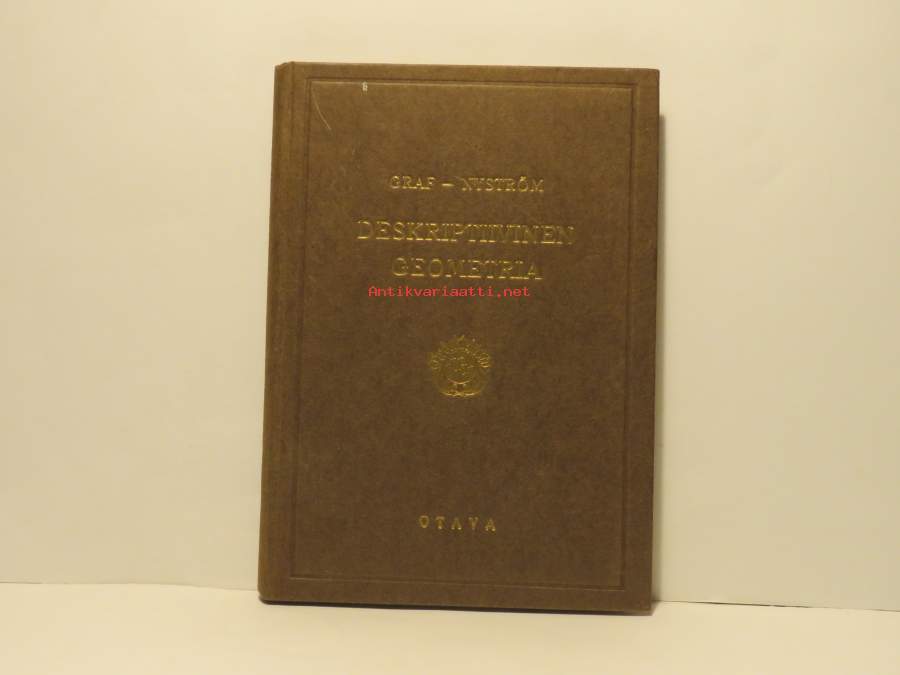 GRAF – NYSTRÖM
DESKRIPTIIVINEN
GEOMETRIA
Antikvariaatti.net
OTAVA